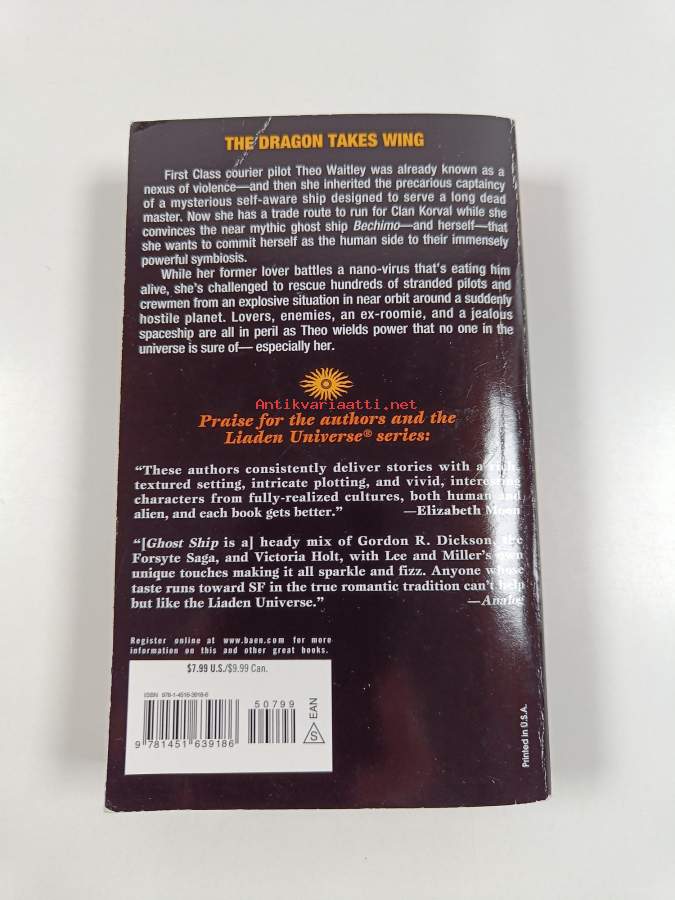 THE DRAGON TAKES WING
First Class courier pilot Theo Waitley was already known as a
nexus of violence—and then she inherited the precarious captaincy
of a mysterious self-aware ship designed to serve a long dead
master. Now she has a trade route to run for Clan Korval while she
convinces the near mythic ghost ship Bechimo—and herself—that
she wants to commit herself as the human side to their immensely
powerful symbiosis.
While her former lover battles a nano-virus that's eating him
alive, she's challenged to rescue hundreds of stranded pilots and
crewmen from an explosive situation in near orbit around a suddenly
hostile planet. Lovers, enemies, an ex-roomie, and a jealous
spaceship are all in peril as Theo wields power that no one in the
universe is sure of— especially her.
Antikvariaatti.net
Praise for the authors and the
Liaden Universe® series:
“These authors consistently deliver stories with a rich,
textured setting, intricate plotting, and vivid, interesting
characters from fully-realized cultures, both human and
alien, and each book gets better.” —Elizabeth Moon
“[Ghost Ship is a] heady mix of Gordon R. Dickson, the
Forsyte Saga, and Victoria Holt, with Lee and Miller's own
unique touches making it all sparkle and fizz. Anyone whose
taste runs toward SF in the true romantic tradition can't help
but like the Liaden Universe.” —Analog
Register online at www.baen.com for more
information on this and other great books.
$7.99 U.S./$9.99 Can.
ISBN 978-1-4516-3918-6
50799
9 781451 639186
S EAN
Printed in U.S.A.